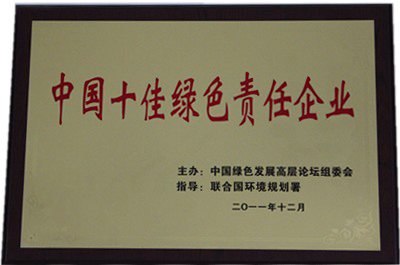 中国十佳绿色责任企业
主办：中国绿色发展高层论坛组委会
指导：联合国环境规划署
二〇一一年十二月